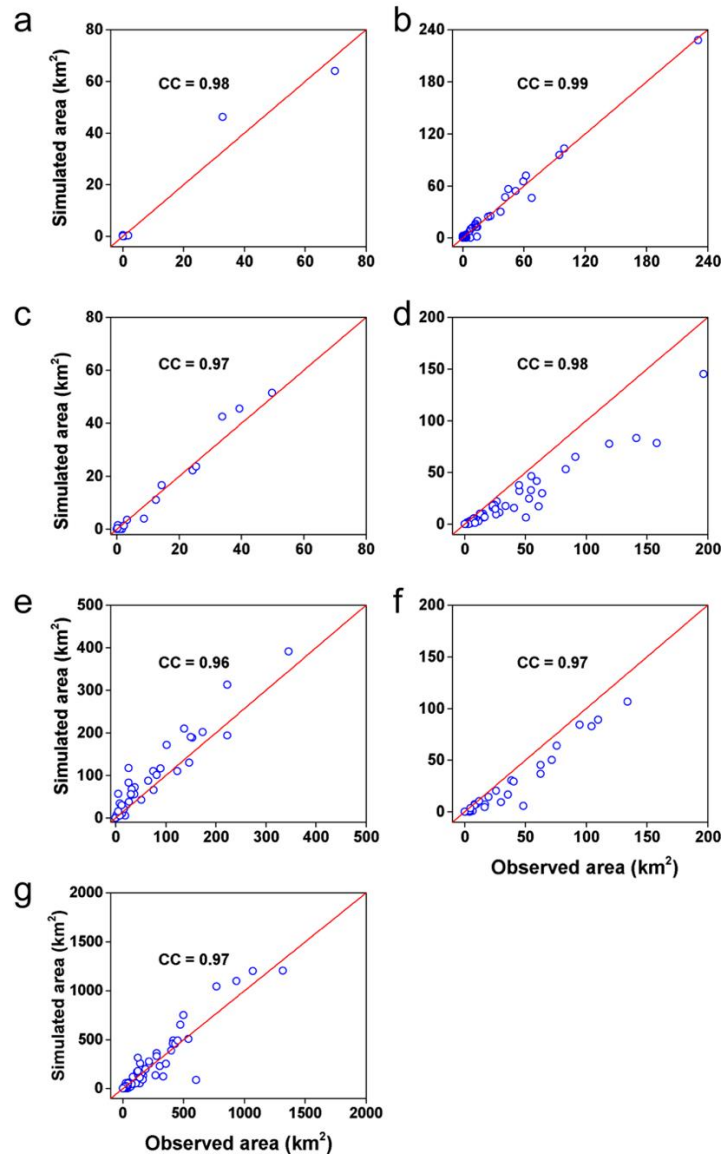 a
80
60
40
20
0
Simulated area (km²)
CC = 0.98
0 20 40 60 80
b
240
180
120
60
0
CC = 0.99
0 60 120 180 240
c
80
60
40
20
0
Simulated area (km²)
CC = 0.97
0 20 40 60 80
d
200
150
100
50
0
CC = 0.98
0 50 100 150 200
e
500
400
300
200
100
0
Simulated area (km²)
CC = 0.96
0 100 200 300 400 500
f
200
150
100
50
0
CC = 0.97
0 50 100 150 200
Observed area (km²)
g
2000
1500
1000
500
0
Simulated area (km²)
CC = 0.97
0 500 1000 1500 2000
Observed area (km²)